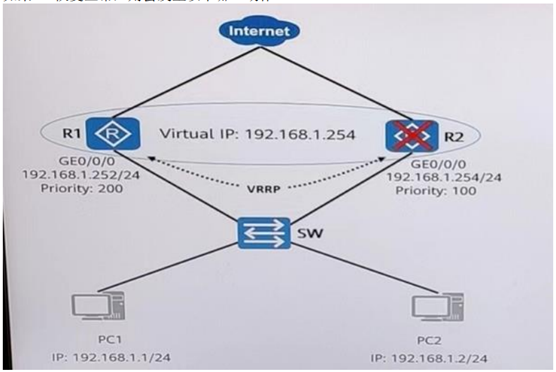 Internet
R1
Virtual IP: 192.168.1.254
R2
GE0/0/0
192.168.1.252/24
Priority: 200
GE0/0/0
192.168.1.254/24
Priority: 100
VRRP
SW
PC1
IP: 192.168.1.1/24
PC2
IP: 192.168.1.2/24